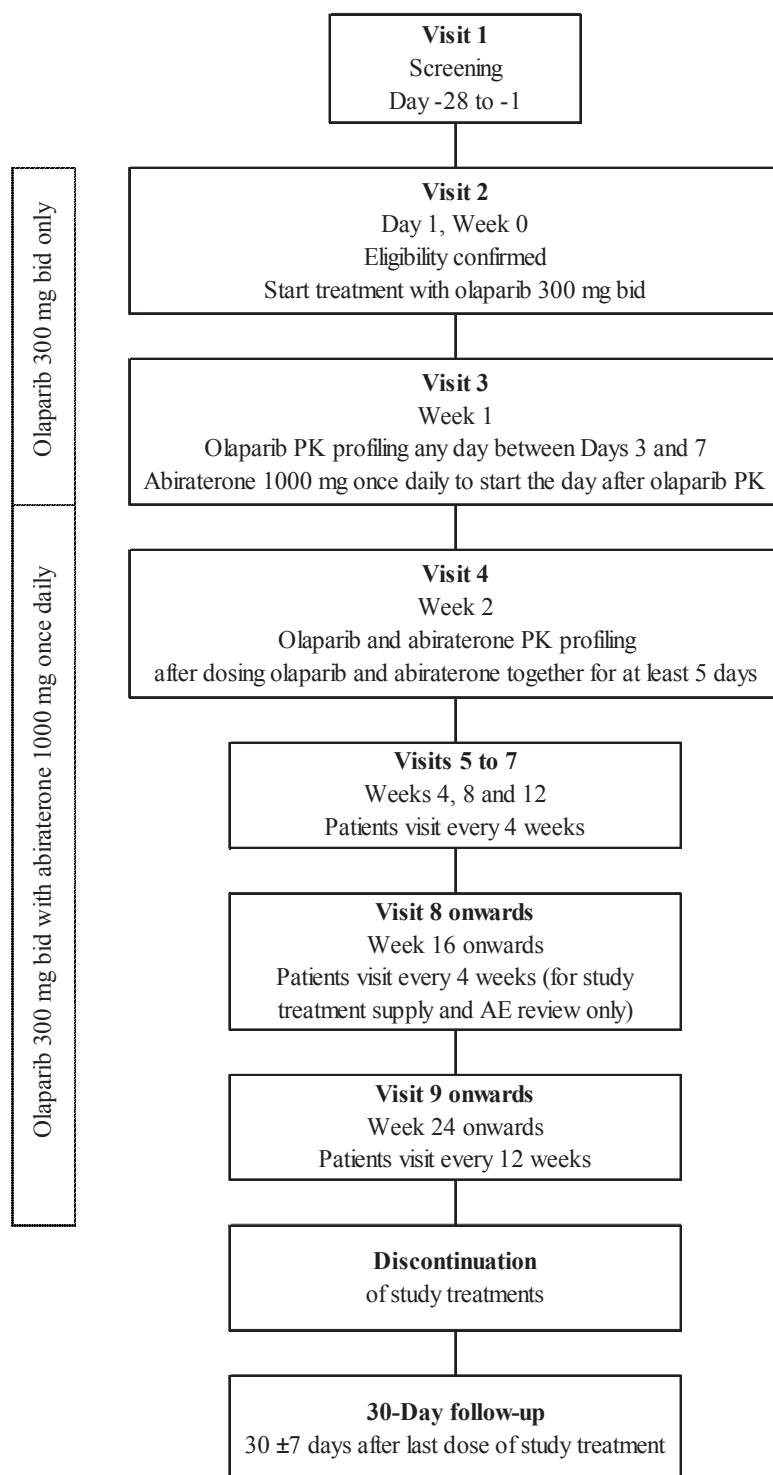 Visit 1
Screening
Day -28 to -1
Olaparib 300 mg bid only
Visit 2
Day 1, Week 0
Eligibility confirmed
Start treatment with olaparib 300 mg bid
Visit 3
Week 1
Olaparib PK profiling any day between Days 3 and 7
Abiraterone 1000 mg once daily to start the day after olaparib PK
Olaparib 300 mg bid with abiraterone 1000 mg once daily
Visit 4
Week 2
Olaparib and abiraterone PK profiling
after dosing olaparib and abiraterone together for at least 5 days
Visits 5 to 7
Weeks 4, 8 and 12
Patients visit every 4 weeks
Visit 8 onwards
Week 16 onwards
Patients visit every 4 weeks (for study
treatment supply and AE review only)
Visit 9 onwards
Week 24 onwards
Patients visit every 12 weeks
Discontinuation
of study treatments
30-Day follow-up
30 ±7 days after last dose of study treatment